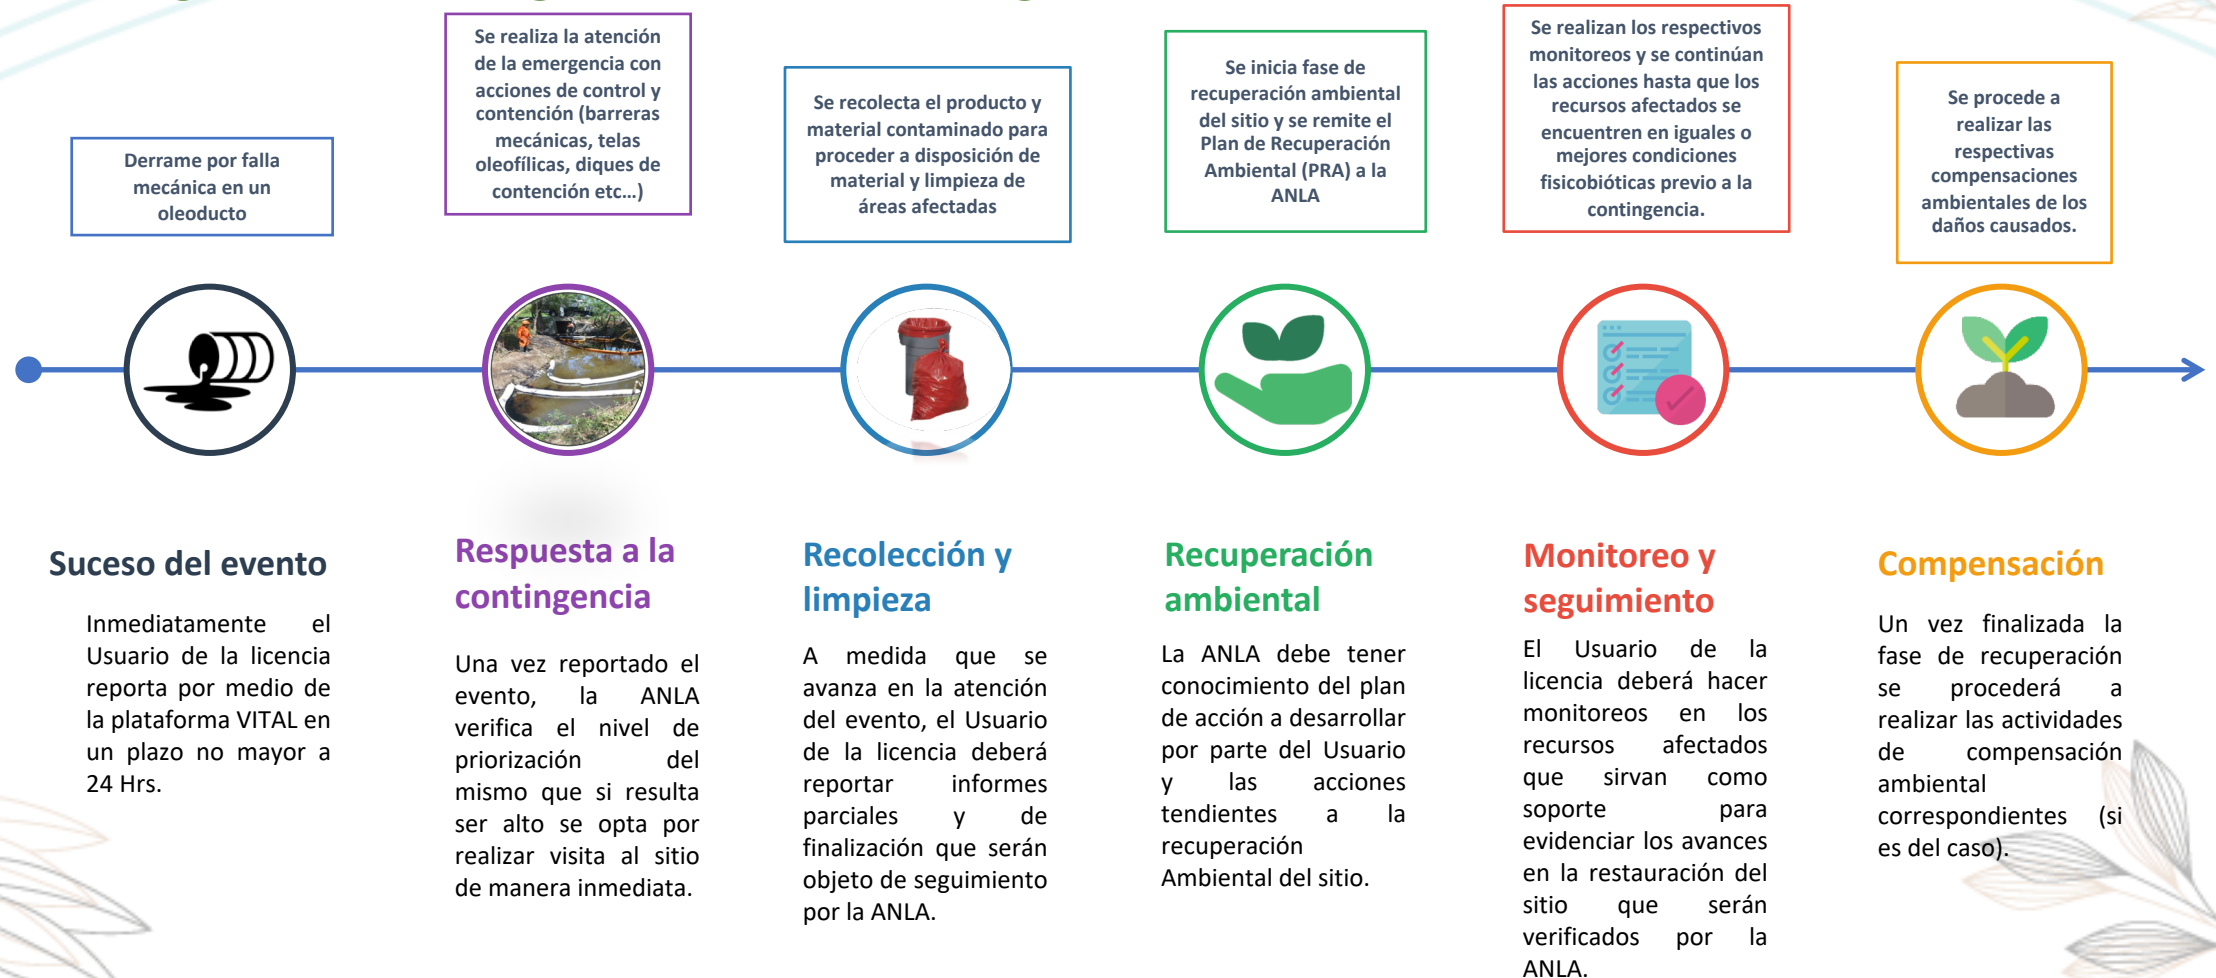 Derrame por falla
mecánica en un
oleoducto
Se realiza la atención
de la emergencia con
acciones de control y
contención (barreras
mecánicas, telas
oleofílicas, diques de
contención etc...)
Se recolecta el producto y
material contaminado para
proceder a disposición de
material y limpieza de
áreas afectadas
Se inicia fase de
recuperación ambiental
del sitio y se remite el
Plan de Recuperación
Ambiental (PRA) a la
ANLA
Se realizan los respectivos
monitoreos y se continúan
las acciones hasta que los
recursos afectados se
encuentren en iguales o
mejores condiciones
fisicobióticas previo a la
contingencia.
Se procede a
realizar las
respectivas
compensaciones
ambientales de los
daños causados.
Suceso del evento
Inmediatamente el
Usuario de la licencia
reporta por medio de
la plataforma VITAL en
un plazo no mayor a
24 Hrs.
Respuesta a la
contingencia
Una vez reportado el
evento, la ANLA
verifica el nivel de
priorización del
mismo que si resulta
ser alto se opta por
realizar visita al sitio
de manera inmediata.
Recolección y
limpieza
A medida que se
avanza en la atención
del evento, el Usuario
de la licencia deberá
reportar informes
parciales y de
finalización que serán
objeto de seguimiento
por la ANLA.
Recuperación
ambiental
La ANLA debe tener
conocimiento del plan
de acción a desarrollar
por parte del Usuario
y las acciones
tendientes a la
recuperación
Ambiental del sitio.
Monitoreo y
seguimiento
El Usuario de la
licencia deberá hacer
monitoreos en los
recursos afectados
que sirvan como
soporte para
evidenciar los avances
en la restauración del
sitio que serán
verificados por la
ANLA.
Compensación
Un vez finalizada la
fase de recuperación
se procederá a
realizar las actividades
de compensación
ambiental
correspondientes (si
es del caso).